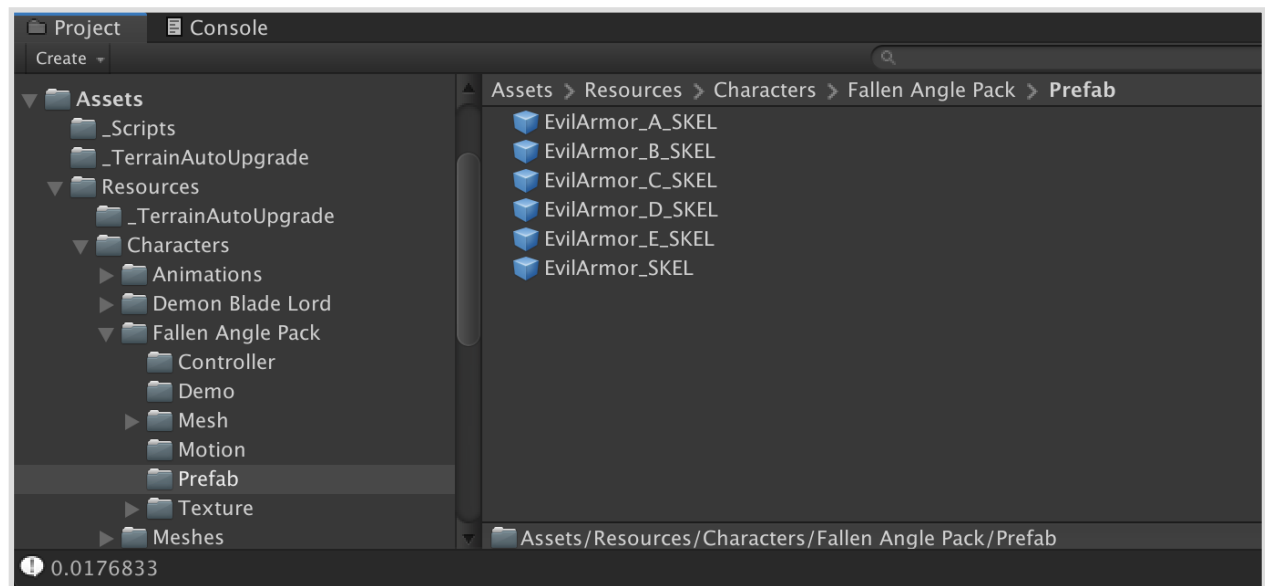 Project Console
Create
Assets
_Scripts
_TerrainAutoUpgrade
Resources
_TerrainAutoUpgrade
Characters
Animations
Demon Blade Lord
Fallen Angle Pack
Controller
Demo
Mesh
Motion
Prefab
Texture
Meshes
Assets Resources Characters Fallen Angle Pack Prefab
EvilArmor_A_SKEL
EvilArmor_B_SKEL
EvilArmor_C_SKEL
EvilArmor_D_SKEL
EvilArmor_E_SKEL
EvilArmor_SKEL
Assets/Resources/Characters/Fallen Angle Pack/Prefab
0.0176833